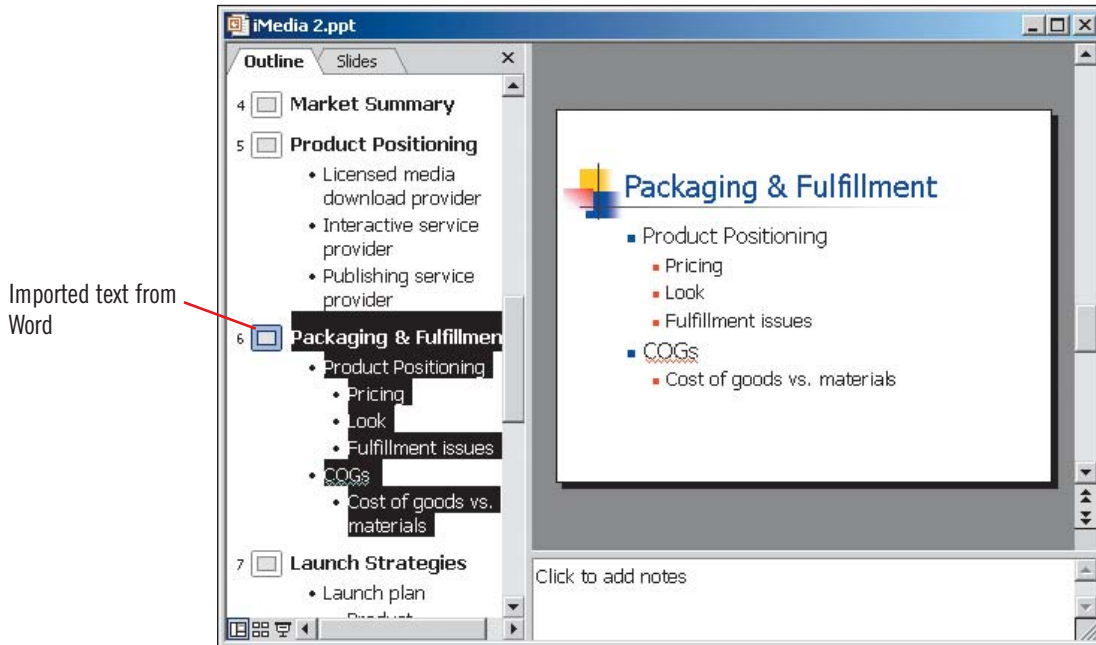 iMedia 2.ppt
Outline
Slides
4 Market Summary
5 Product Positioning
• Licensed media
download provider
• Interactive service
provider
• Publishing service
provider
Imported text from
Word
6 Packaging & Fulfillmen
• Product Positioning
• Pricing
• Look
• Fulfillment issues
• COGs
• Cost of goods vs.
materials
7 Launch Strategies
• Launch plan
Packaging & Fulfillment
▪ Product Positioning
▪ Pricing
▪ Look
▪ Fulfillment issues
▪ COGs
▪ Cost of goods vs. materials
Click to add notes